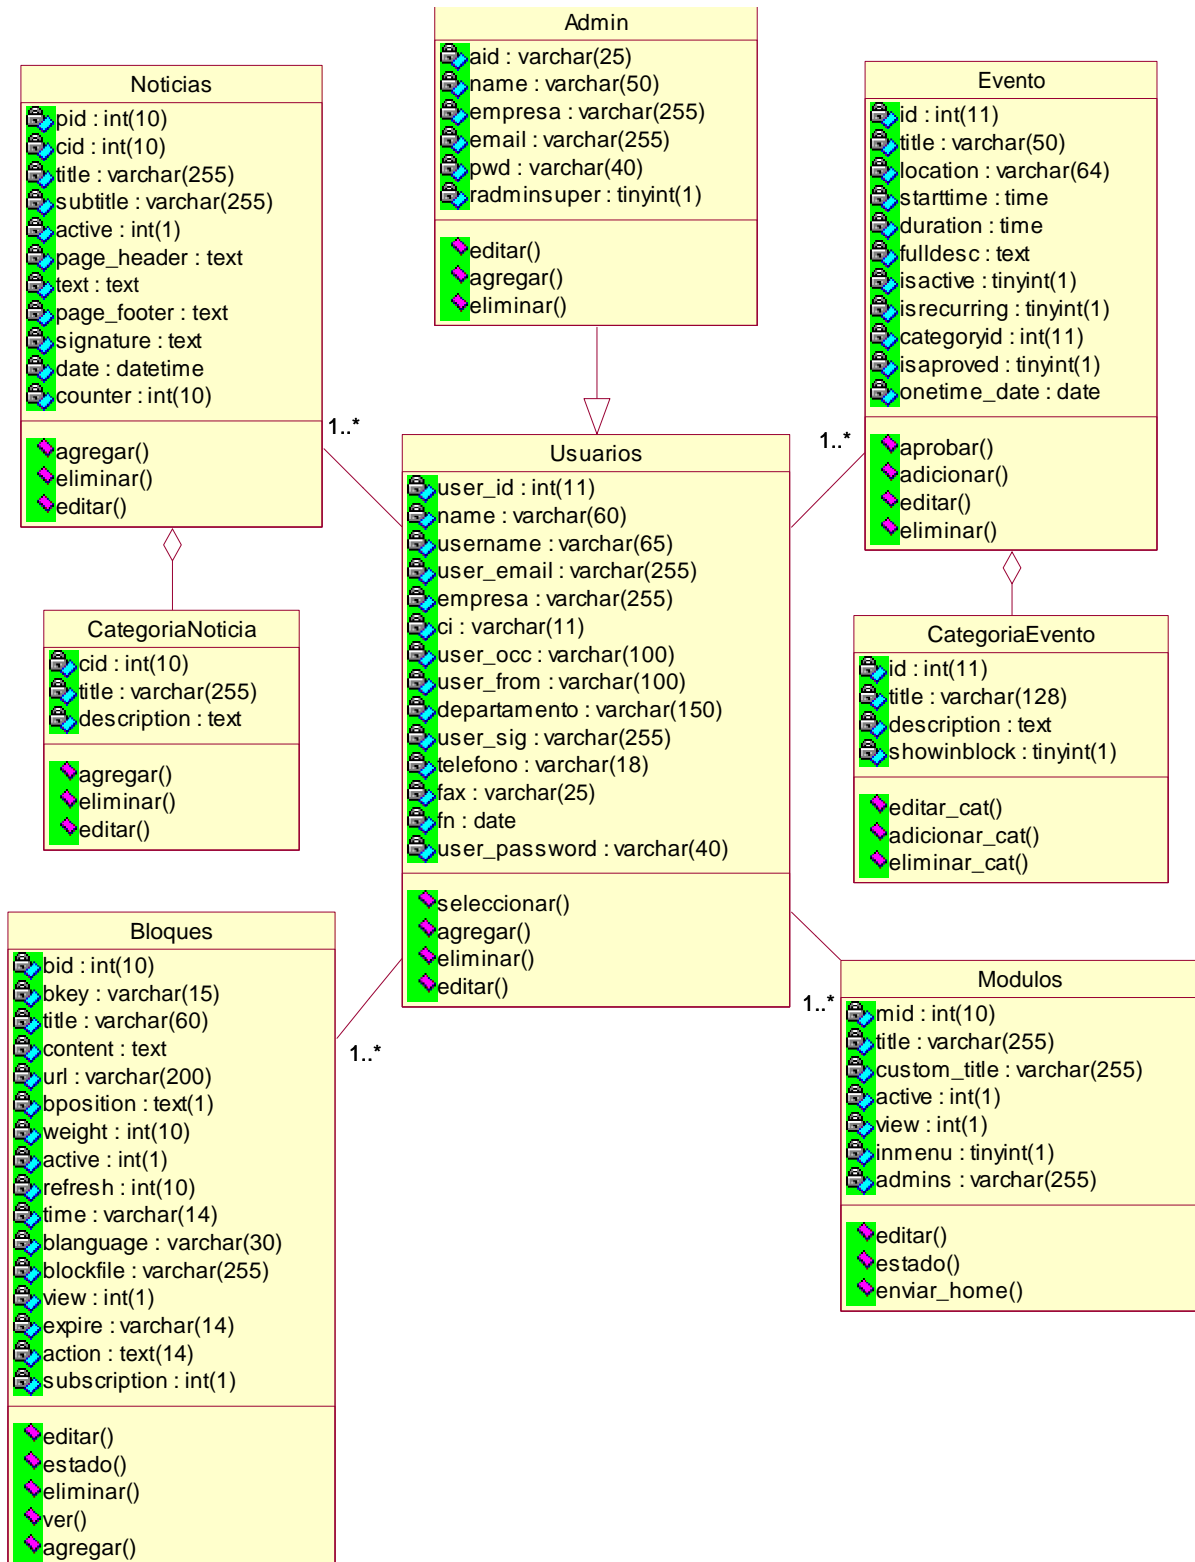 Admin
aid : varchar(25)
name : varchar(50)
empresa : varchar(255)
email : varchar(255)
pwd : varchar(40)
radminsuper : tinyint(1)
editar()
agregar()
eliminar()
Noticias
pid : int(10)
cid : int(10)
title : varchar(255)
subtitle : varchar(255)
active : int(1)
page_header : text
text : text
page_footer : text
signature : text
date : datetime
counter : int(10)
agregar()
eliminar()
editar()
1..*
Evento
id : int(11)
title : varchar(50)
location : varchar(64)
starttime : time
duration : time
fulldesc : text
isactive : tinyint(1)
isrecurring : tinyint(1)
categoryid : int(11)
isaproved : tinyint(1)
onetime_date : date
aprobar()
adicionar()
editar()
eliminar()
1..*
Usuarios
user_id : int(11)
name : varchar(60)
username : varchar(65)
user_email : varchar(255)
empresa : varchar(255)
ci : varchar(11)
user_occ : varchar(100)
user_from : varchar(100)
departamento : varchar(150)
user_sig : varchar(255)
telefono : varchar(18)
fax : varchar(25)
fn : date
user_password : varchar(40)
seleccionar()
agregar()
eliminar()
editar()
CategoriaNoticia
cid : int(10)
title : varchar(255)
description : text
agregar()
eliminar()
editar()
CategoriaEvento
id : int(11)
title : varchar(128)
description : text
showinblock : tinyint(1)
editar_cat()
adicionar_cat()
eliminar_cat()
Bloques
bid : int(10)
bkey : varchar(15)
title : varchar(60)
content : text
url : varchar(200)
bposition : text(1)
weight : int(10)
active : int(1)
refresh : int(10)
time : varchar(14)
blanguage : varchar(30)
blockfile : varchar(255)
view : int(1)
expire : varchar(14)
action : text(14)
subscription : int(1)
editar()
estado()
eliminar()
ver()
agregar()
1..*
1..*
Modulos
mid : int(10)
title : varchar(255)
custom_title : varchar(255)
active : int(1)
view : int(1)
inmenu : tinyint(1)
admins : varchar(255)
editar()
estado()
enviar_home()